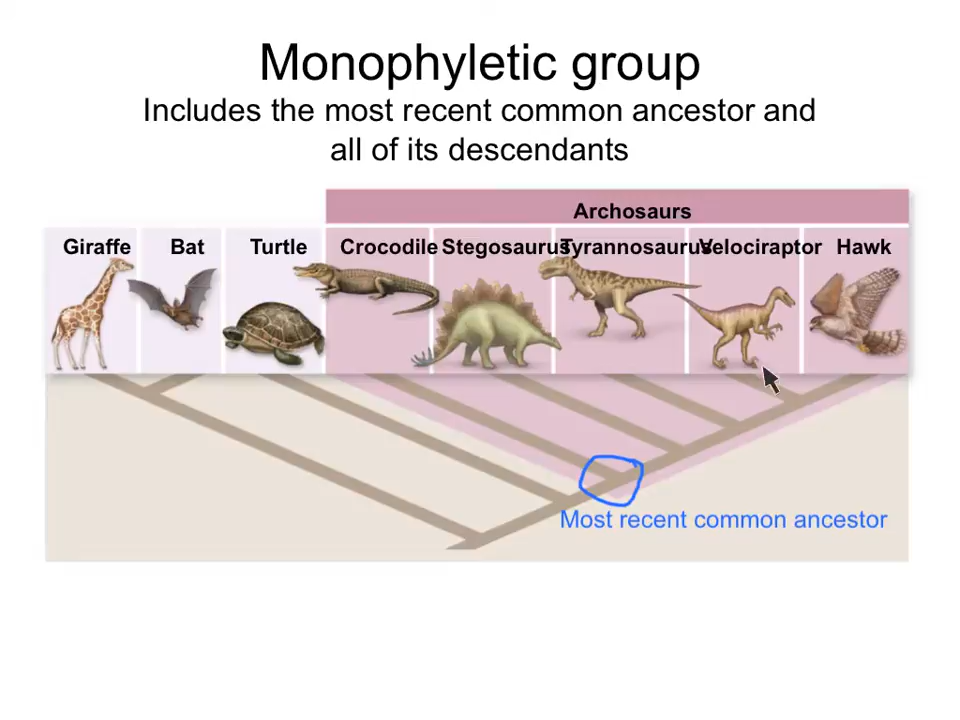 Monophyletic group
Includes the most recent common ancestor and
all of its descendants
Archosaurs
Giraffe Bat Turtle Crocodile Stegosaurus Tyrannosaurus Velociraptor Hawk
Most recent common ancestor